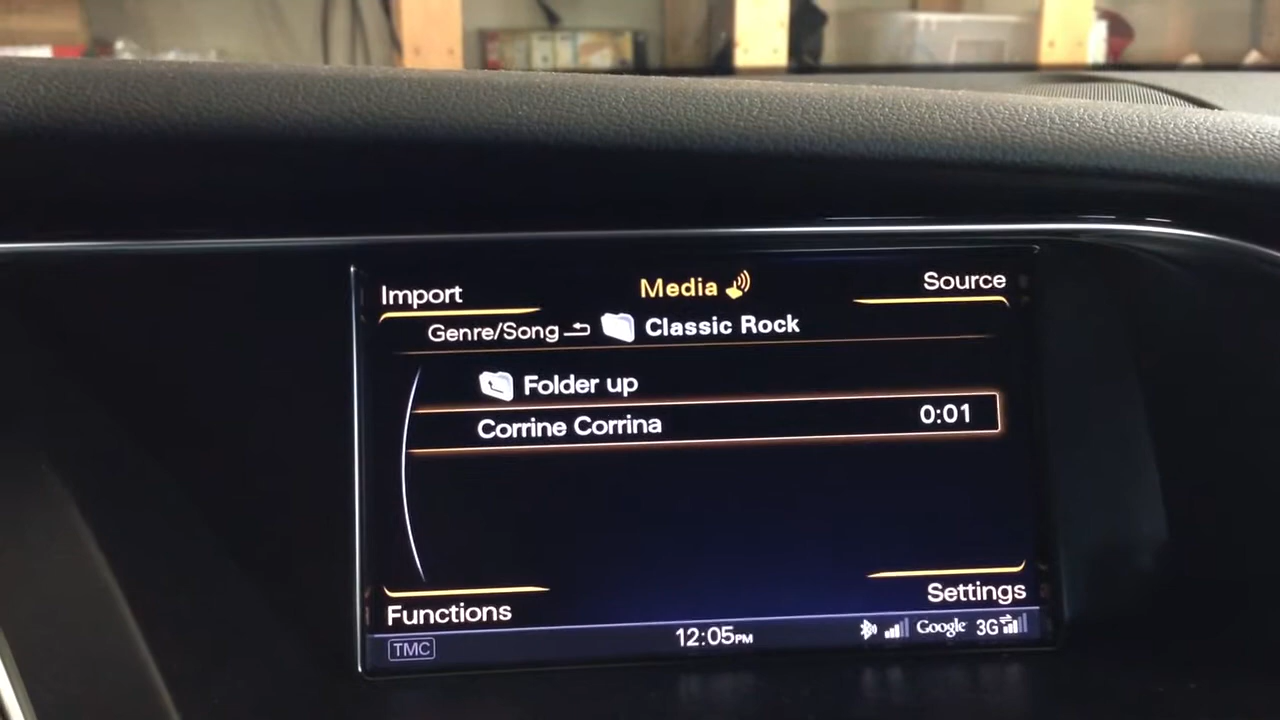 Import
Media
Source
Genre/Song
Classic Rock
Folder up
Corrine Corrina 0:01
Functions
Settings
TMC
12:05PM
Google 3G